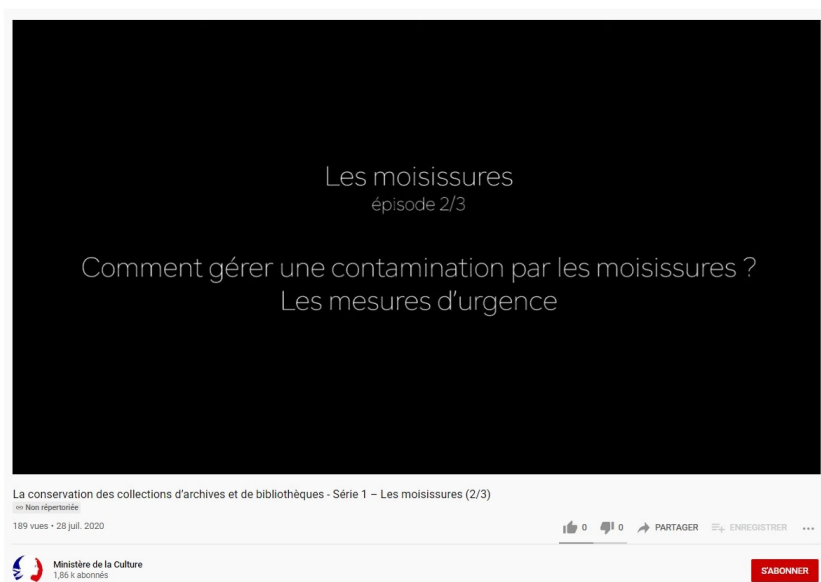 Les moisissures
épisode 2/3
Comment gérer une contamination par les moisissures ?
Les mesures d'urgence
La conservation des collections d'archives et de bibliothèques - Série 1 – Les moisissures (2/3)
Non répertoriée
189 vues • 28 juil. 2020
0 0 PARTAGER ENREGISTRER ...
Ministère de la Culture
1,86 k abonnés
S'ABONNER